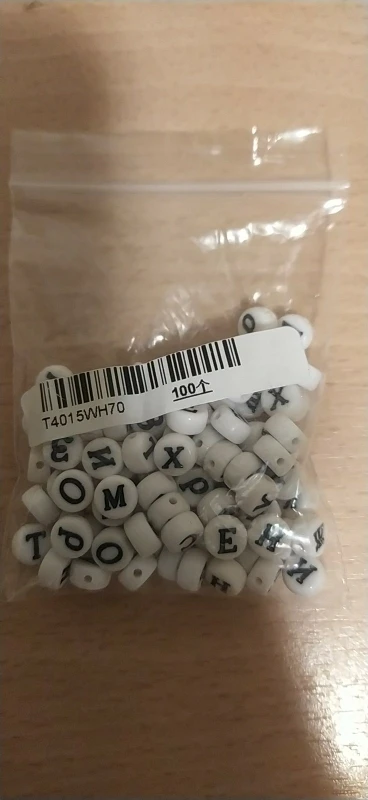 100个
T4015WH70
О
Х
З
И
Х
О
М
Р
Т
Р
О
С
Е
М
И
Н